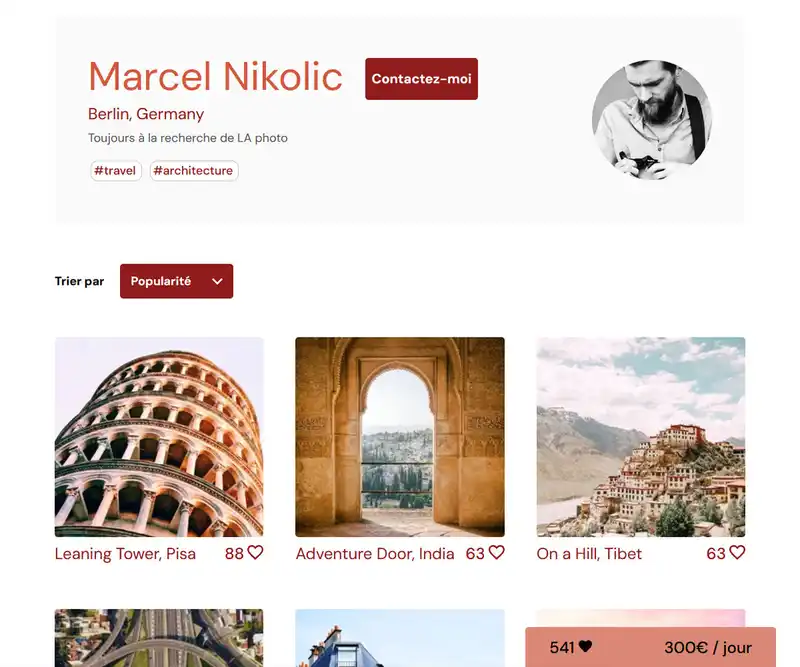 Marcel Nikolic
Contactez-moi
Berlin, Germany
Toujours à la recherche de LA photo
#travel #architecture
Trier par Popularité
Leaning Tower, Pisa 88
Adventure Door, India 63
On a Hill, Tibet 63
541 300€ / jour